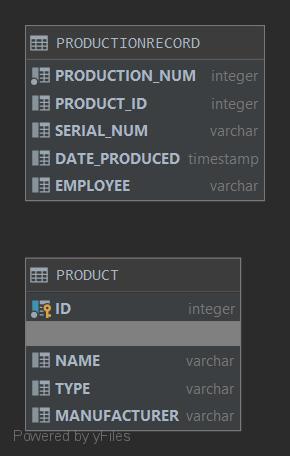 PRODUCTIONRECORD
PRODUCTION_NUM integer
PRODUCT_ID integer
SERIAL_NUM varchar
DATE_PRODUCED timestamp
EMPLOYEE varchar
PRODUCT
ID integer
NAME varchar
TYPE varchar
MANUFACTURER varchar
Powered by yFiles